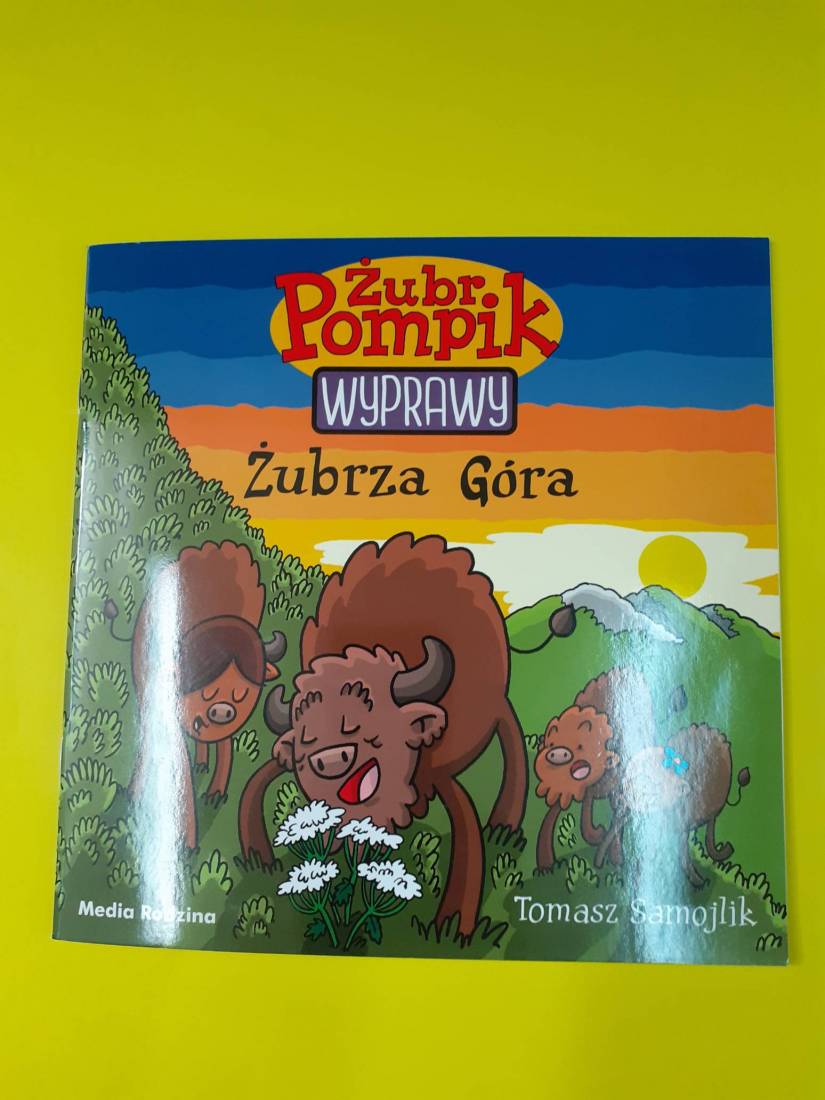 Żubr
Pompik
WYPRAWY
Żubrza Góra
Media Rodzina
Tomasz Samojlik